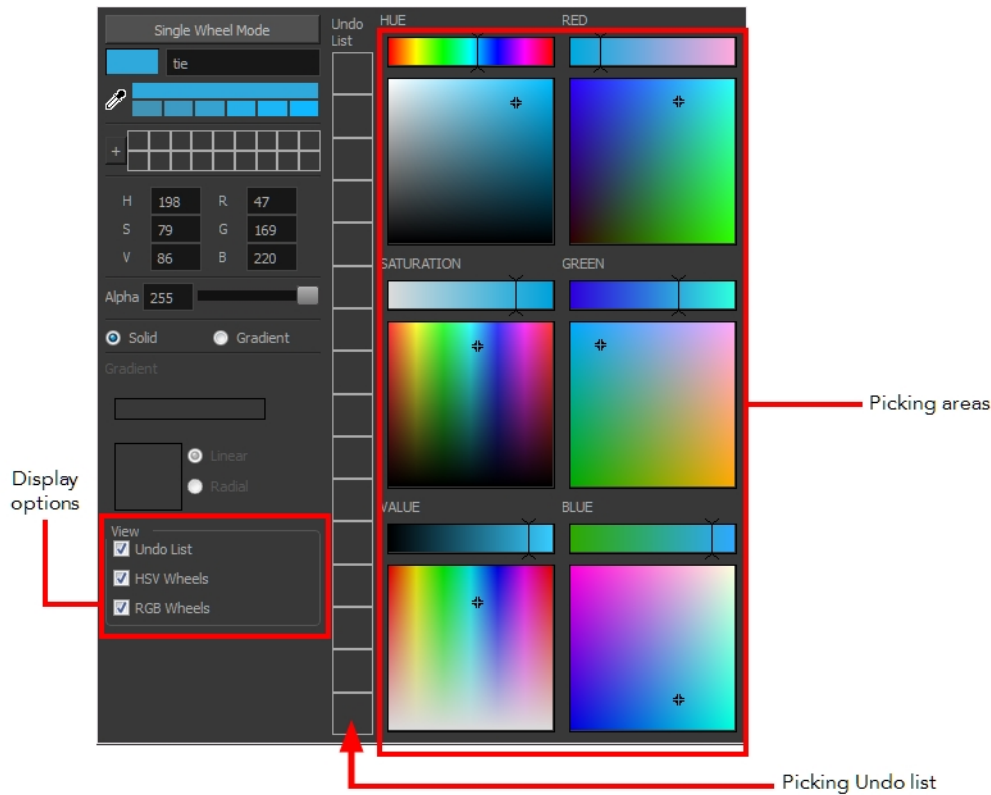 Single Wheel Mode
tie
+
H 198 R 47
S 79 G 169
V 86 B 220
Alpha 255
Solid Gradient
Gradient
Linear
Radial
View
Undo List
HSV Wheels
RGB Wheels
Undo
List
HUE
RED
SATURATION
GREEN
VALUE
BLUE
Display
options
Picking areas
Picking Undo list